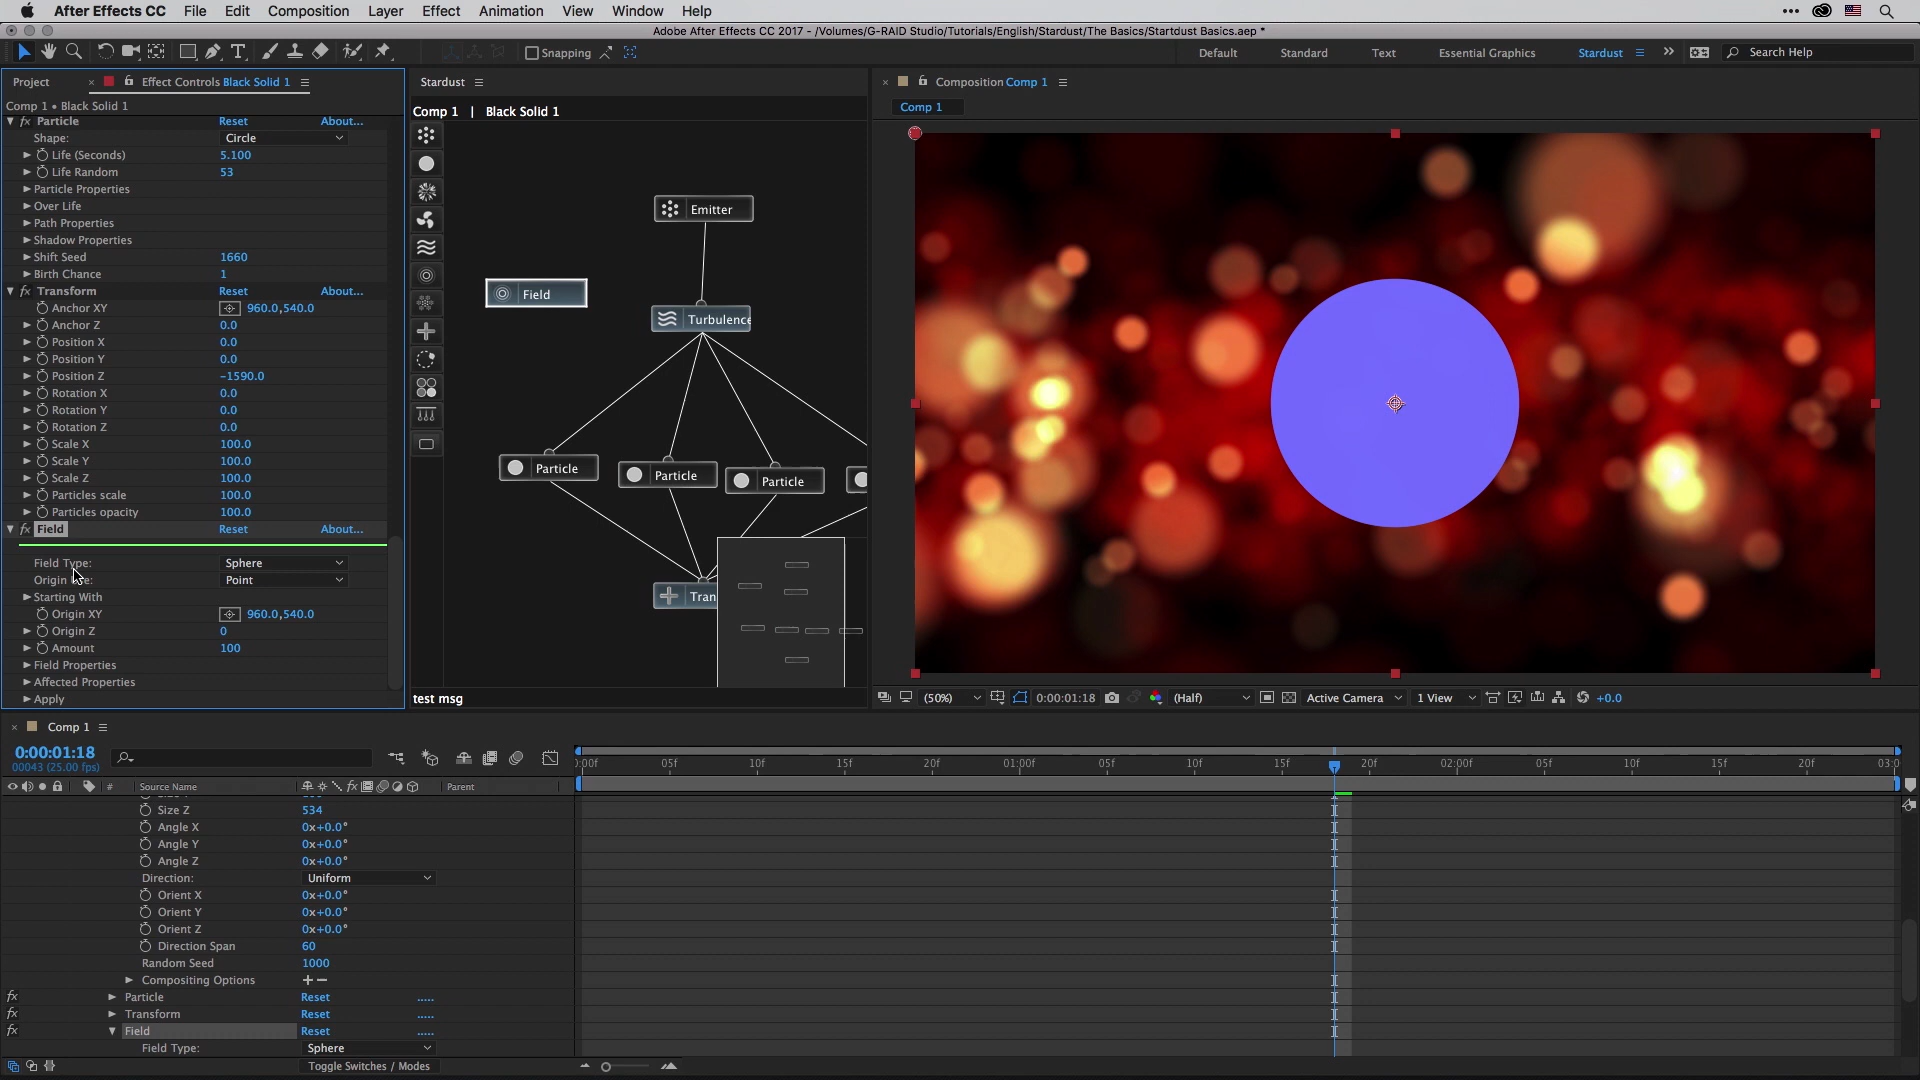 After Effects CC File Edit Composition Layer Effect Animation View Window Help
Adobe After Effects CC 2017 - /Volumes/G-RAID Studio/Tutorials/English/Stardust/The Basics/Startdust Basics.aep *
Snapping Default Standard Text Essential Graphics Stardust >> Search Help
Project × Effect Controls Black Solid 1
Comp 1 • Black Solid 1
fx Particle Reset About...
Shape: Circle
Life (Seconds) 5.100
Life Random 53
Particle Properties
Over Life
Path Properties
Shadow Properties
Shift Seed 1660
Birth Chance 1
fx Transform Reset About...
Anchor XY 960.0,540.0
Anchor Z 0.0
Position X 0.0
Position Y 0.0
Position Z -1590.0
Rotation X 0.0
Rotation Y 0.0
Rotation Z 0.0
Scale X 100.0
Scale Y 100.0
Scale Z 100.0
Particles scale 100.0
Particles opacity 100.0
fx Field Reset About...
Field Type: Sphere
Origin Point
Starting With
Origin XY 960.0,540.0
Origin Z 0
Amount 100
Field Properties
Affected Properties
Apply
Stardust
Comp 1 | Black Solid 1
Emitter
Field
Turbulence
Particle
Particle
Particle
Tran
test msg
× Composition Comp 1
Comp 1
(50%) 0:00:01:18 (Half) Active Camera 1 View +0.0
× Comp 1
0:00:01:18
00043 (25.00 fps)
# Source Name fx Parent
:00f 05f 10f 15f 20f 01:00f 05f 10f 15f 20f 02:00f 05f 10f 15f 20f 03:0
Size Z 534
Angle X 0x+0.0°
Angle Y 0x+0.0°
Angle Z 0x+0.0°
Direction: Uniform
Orient X 0x+0.0°
Orient Y 0x+0.0°
Orient Z 0x+0.0°
Direction Span 60
Random Seed 1000
Compositing Options + −
fx Particle Reset .....
fx Transform Reset .....
fx Field Reset .....
Field Type: Sphere
Toggle Switches / Modes